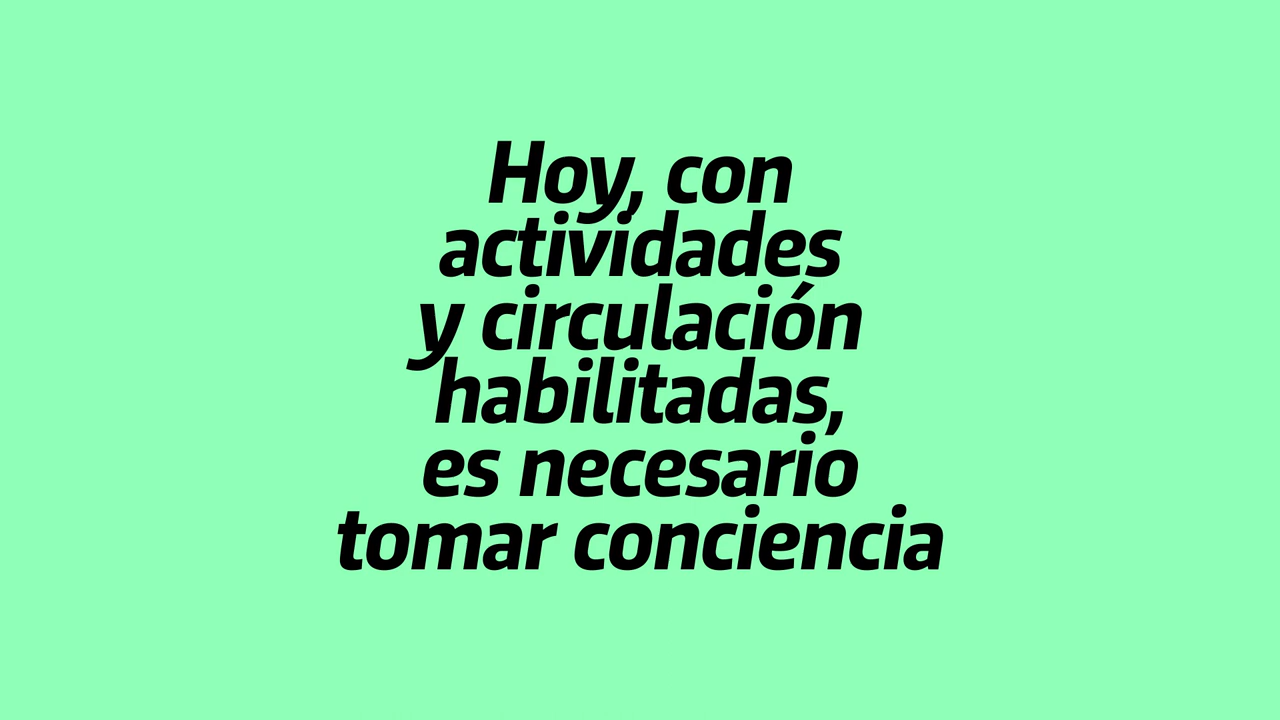 Hoy, con
actividades
y circulación
habilitadas,
es necesario
tomar conciencia